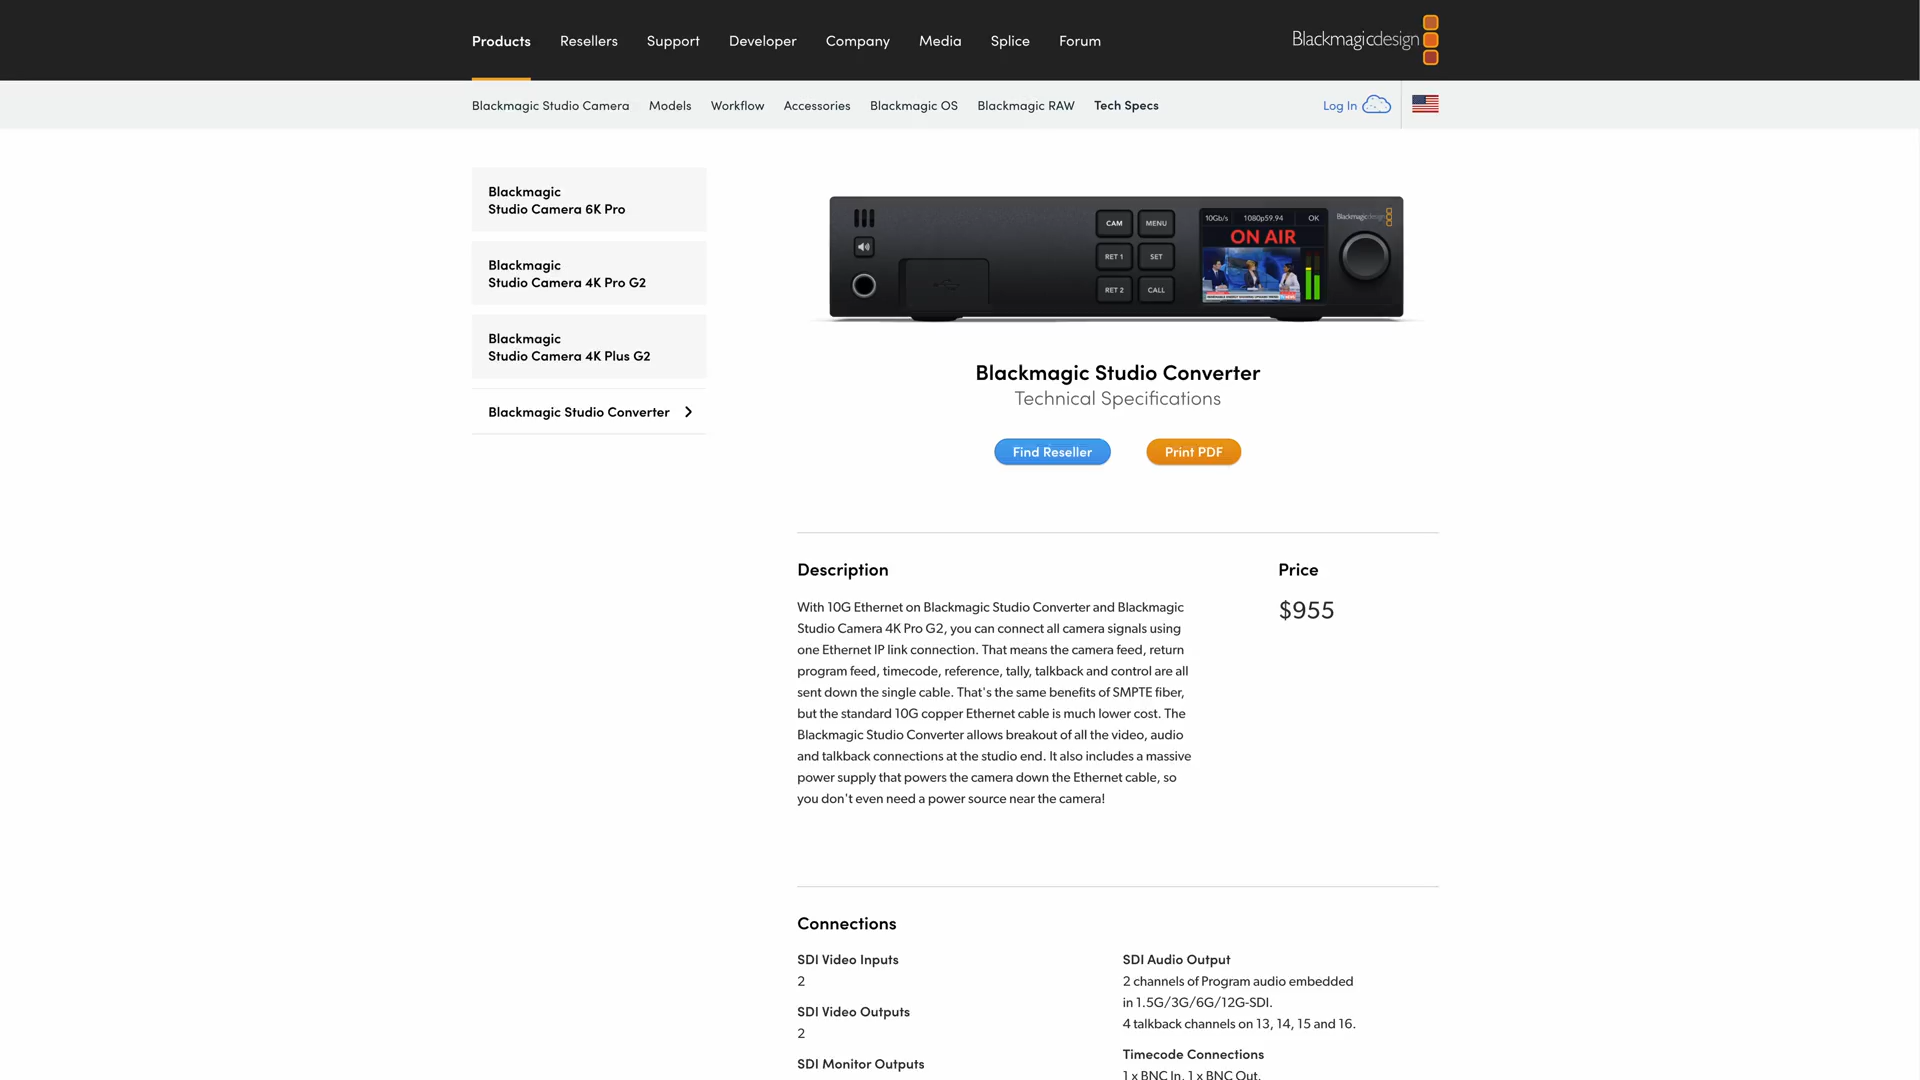 Products Resellers Support Developer Company Media Splice Forum Blackmagicdesign
Blackmagic Studio Camera Models Workflow Accessories Blackmagic OS Blackmagic RAW Tech Specs Log In
Blackmagic
Studio Camera 6K Pro
Blackmagic
Studio Camera 4K Pro G2
Blackmagic
Studio Camera 4K Plus G2
Blackmagic Studio Converter
10Gb/s 1080p59.94 OK
Blackmagicdesign
ON AIR
CAM MENU
RET 1 SET
RET 2 CALL
Blackmagic Studio Converter
Technical Specifications
Find Reseller Print PDF
Description
With 10G Ethernet on Blackmagic Studio Converter and Blackmagic
Studio Camera 4K Pro G2, you can connect all camera signals using
one Ethernet IP link connection. That means the camera feed, return
program feed, timecode, reference, tally, talkback and control are all
sent down the single cable. That's the same benefits of SMPTE fiber,
but the standard 10G copper Ethernet cable is much lower cost. The
Blackmagic Studio Converter allows breakout of all the video, audio
and talkback connections at the studio end. It also includes a massive
power supply that powers the camera down the Ethernet cable, so
you don't even need a power source near the camera!
Price
$955
Connections
SDI Video Inputs
2
SDI Video Outputs
2
SDI Monitor Outputs
SDI Audio Output
2 channels of Program audio embedded
in 1.5G/3G/6G/12G-SDI.
4 talkback channels on 13, 14, 15 and 16.
Timecode Connections
1 x BNC In, 1 x BNC Out.